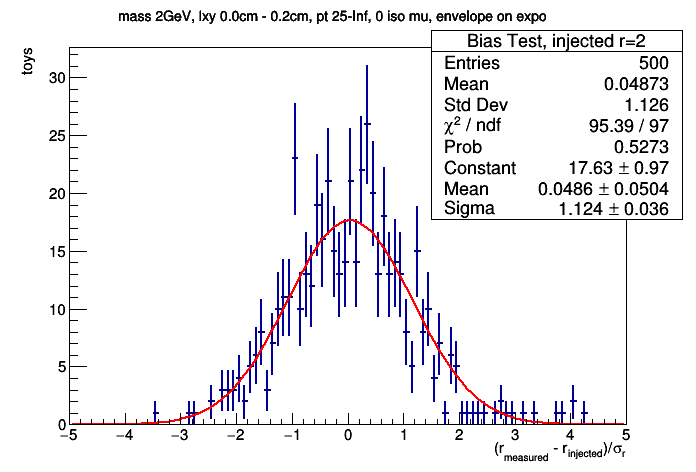 mass 2GeV, lxy 0.0cm - 0.2cm, pt 25-Inf, 0 iso mu, envelope on expo
Bias Test, injected r=2
Entries 500
Mean 0.04873
Std Dev 1.126
χ² / ndf 95.39 / 97
Prob 0.5273
Constant 17.63 ± 0.97
Mean 0.0486 ± 0.0504
Sigma 1.124 ± 0.036
toys
30
25
20
15
10
5
0
−5 −4 −3 −2 −1 0 1 2 3 4 5
(r_measured - r_injected)/σ_r